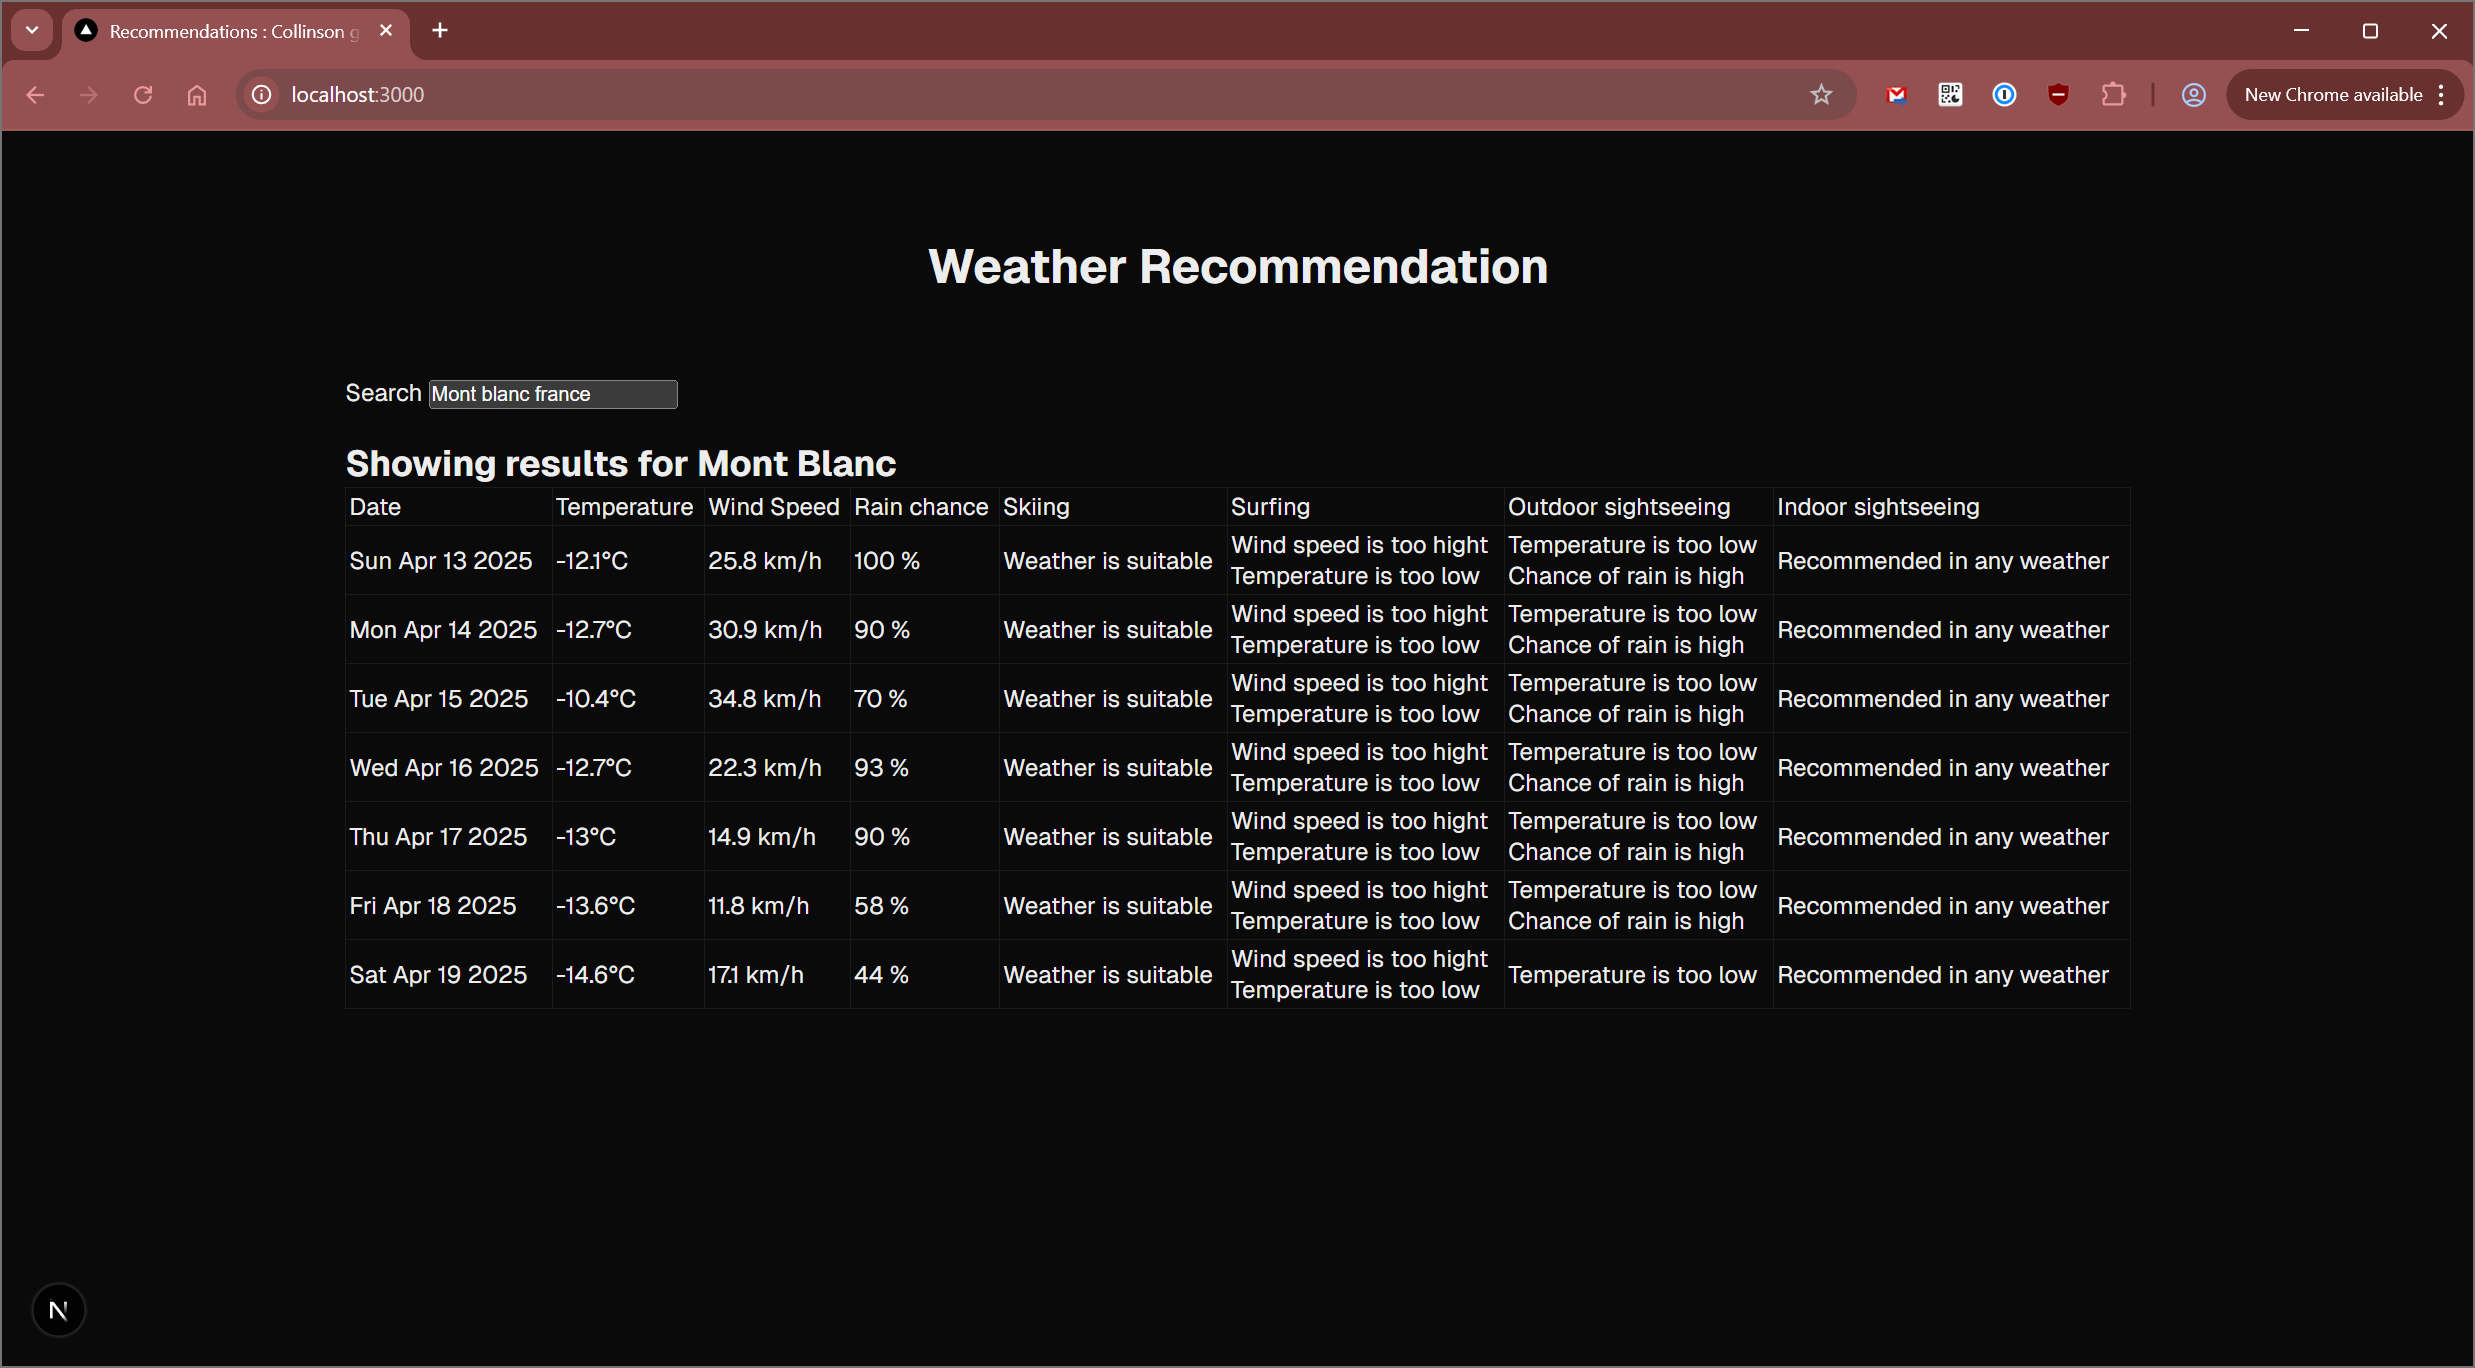 Recommendations : Collinson g
localhost:3000
New Chrome available
Weather Recommendation
Search Mont blanc france
Showing results for Mont Blanc
Date Temperature Wind Speed Rain chance Skiing Surfing Outdoor sightseeing Indoor sightseeing
Sun Apr 13 2025 -12.1°C 25.8 km/h 100 % Weather is suitable Wind speed is too hight Temperature is too low Temperature is too low Chance of rain is high Recommended in any weather
Mon Apr 14 2025 -12.7°C 30.9 km/h 90 % Weather is suitable Wind speed is too hight Temperature is too low Temperature is too low Chance of rain is high Recommended in any weather
Tue Apr 15 2025 -10.4°C 34.8 km/h 70 % Weather is suitable Wind speed is too hight Temperature is too low Temperature is too low Chance of rain is high Recommended in any weather
Wed Apr 16 2025 -12.7°C 22.3 km/h 93 % Weather is suitable Wind speed is too hight Temperature is too low Temperature is too low Chance of rain is high Recommended in any weather
Thu Apr 17 2025 -13°C 14.9 km/h 90 % Weather is suitable Wind speed is too hight Temperature is too low Temperature is too low Chance of rain is high Recommended in any weather
Fri Apr 18 2025 -13.6°C 11.8 km/h 58 % Weather is suitable Wind speed is too hight Temperature is too low Temperature is too low Chance of rain is high Recommended in any weather
Sat Apr 19 2025 -14.6°C 17.1 km/h 44 % Weather is suitable Wind speed is too hight Temperature is too low Temperature is too low Recommended in any weather
N